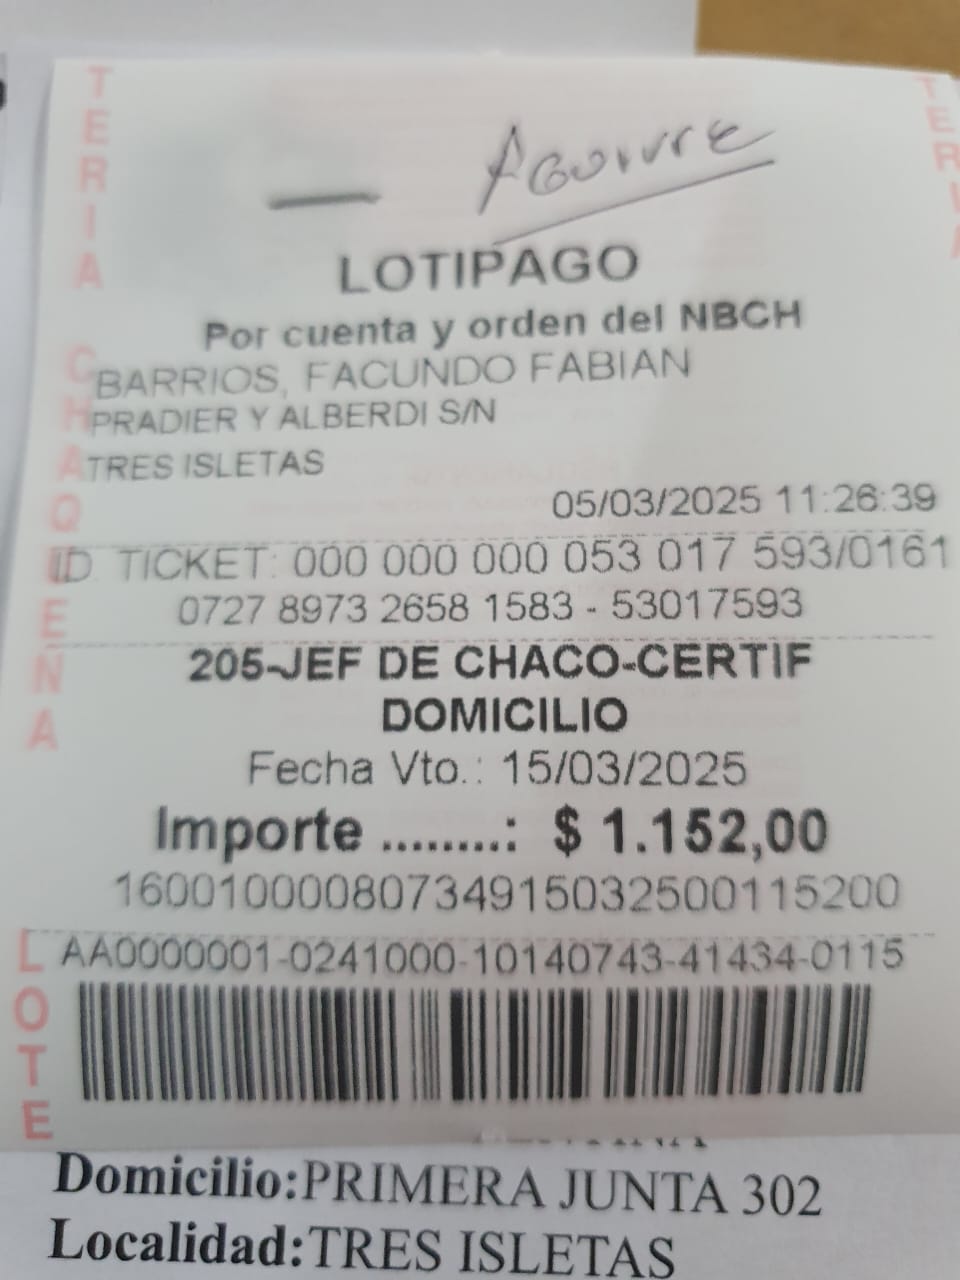 Aguirre
LOTIPAGO
Por cuenta y orden del NBCH
BARRIOS, FACUNDO FABIAN
PRADIER Y ALBERDI S/N
TRES ISLETAS
05/03/2025 11:26:39
ID. TICKET: 000 000 000 053 017 593/0161
0727 8973 2658 1583 - 53017593
205-JEF DE CHACO-CERTIF
DOMICILIO
Fecha Vto.: 15/03/2025
Importe .........: $ 1.152,00
16001000080734915032500115200
AA0000001-0241000-10140743-41434-0115
LOTERIA CHAQUEÑA
Domicilio:PRIMERA JUNTA 302
Localidad:TRES ISLETAS